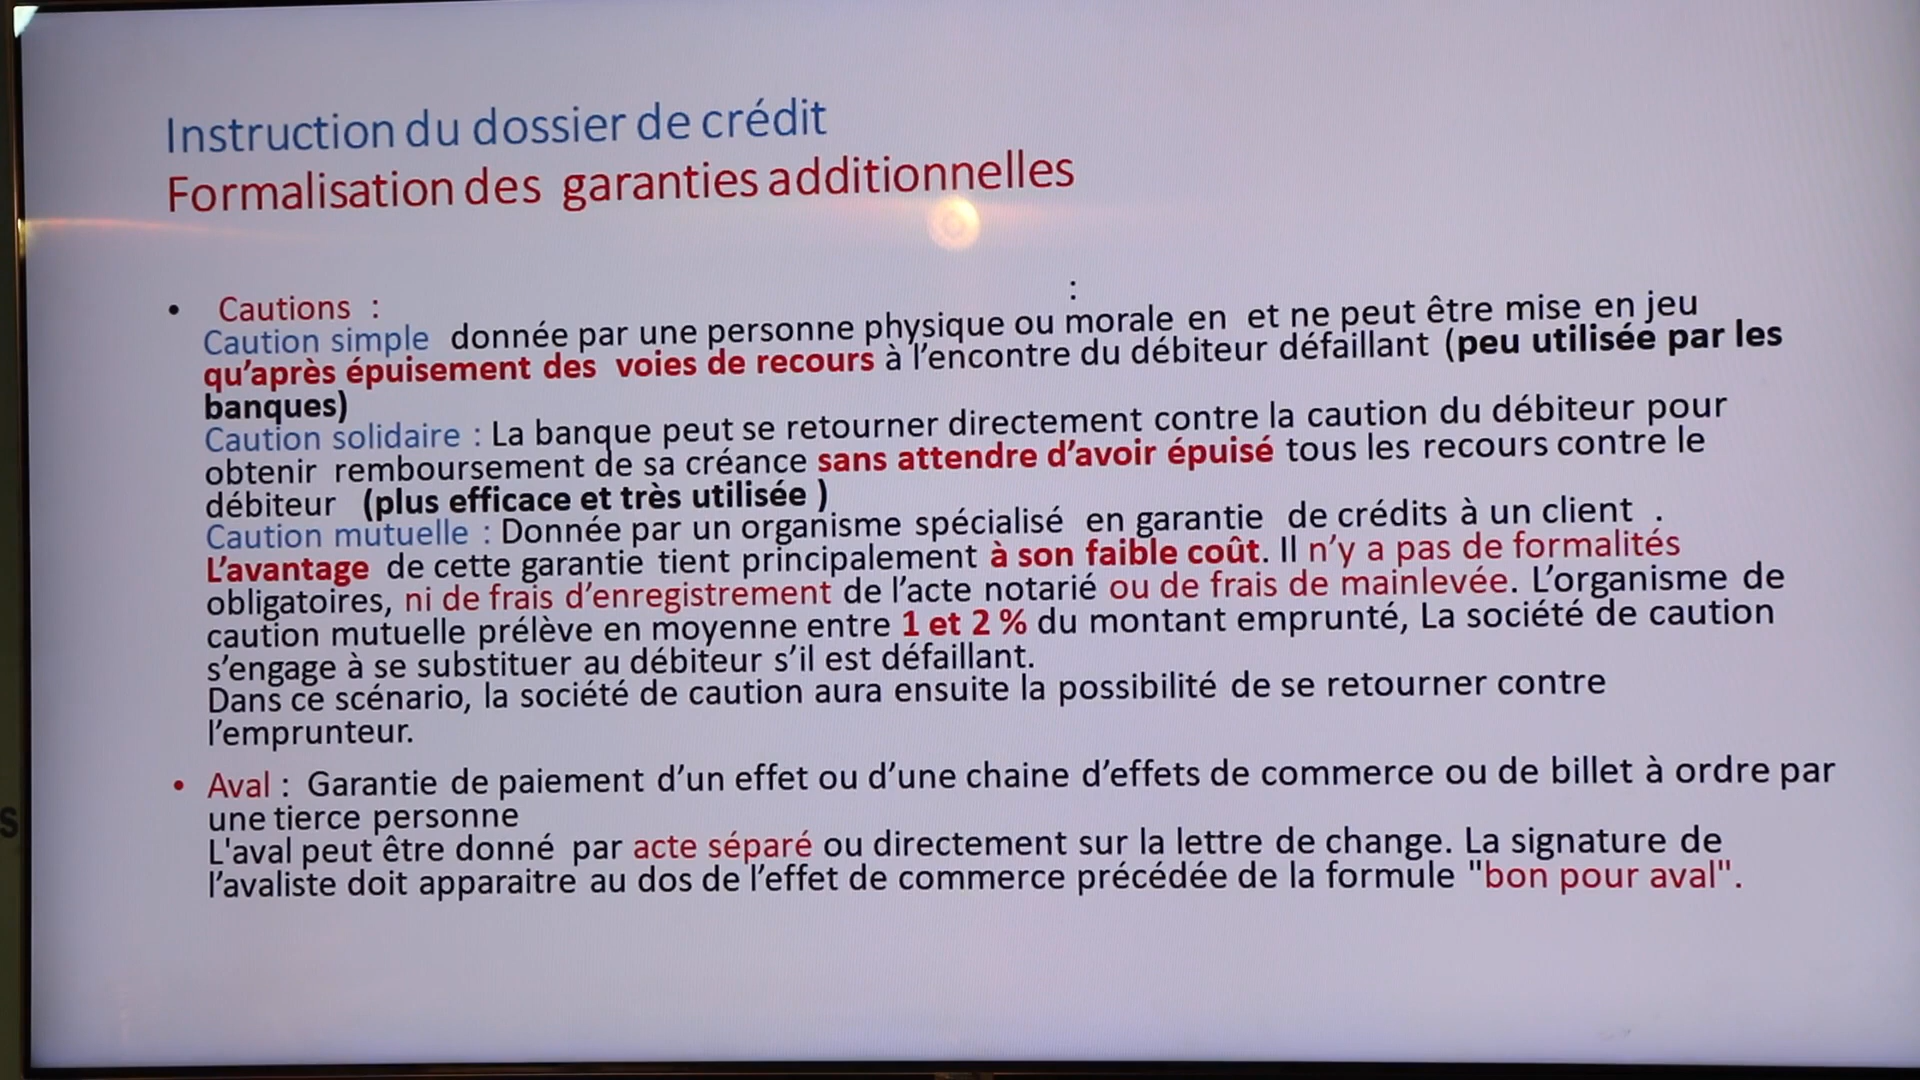 Instruction du dossier de crédit
Formalisation des garanties additionnelles
:
• Cautions :
Caution simple donnée par une personne physique ou morale en et ne peut être mise en jeu
qu’après épuisement des voies de recours à l’encontre du débiteur défaillant (peu utilisée par les
banques)
Caution solidaire : La banque peut se retourner directement contre la caution du débiteur pour
obtenir remboursement de sa créance sans attendre d’avoir épuisé tous les recours contre le
débiteur (plus efficace et très utilisée )
Caution mutuelle : Donnée par un organisme spécialisé en garantie de crédits à un client .
L’avantage de cette garantie tient principalement à son faible coût. Il n’y a pas de formalités
obligatoires, ni de frais d’enregistrement de l’acte notarié ou de frais de mainlevée. L’organisme de
caution mutuelle prélève en moyenne entre 1 et 2 % du montant emprunté, La société de caution
s’engage à se substituer au débiteur s’il est défaillant.
Dans ce scénario, la société de caution aura ensuite la possibilité de se retourner contre
l’emprunteur.
• Aval : Garantie de paiement d’un effet ou d’une chaine d’effets de commerce ou de billet à ordre par
une tierce personne
L'aval peut être donné par acte séparé ou directement sur la lettre de change. La signature de
l’avaliste doit apparaitre au dos de l’effet de commerce précédée de la formule "bon pour aval".
s